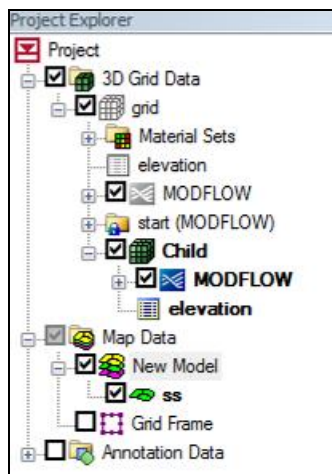 Project Explorer
Project
3D Grid Data
grid
Material Sets
elevation
MODFLOW
start (MODFLOW)
Child
MODFLOW
elevation
Map Data
New Model
ss
Grid Frame
Annotation Data